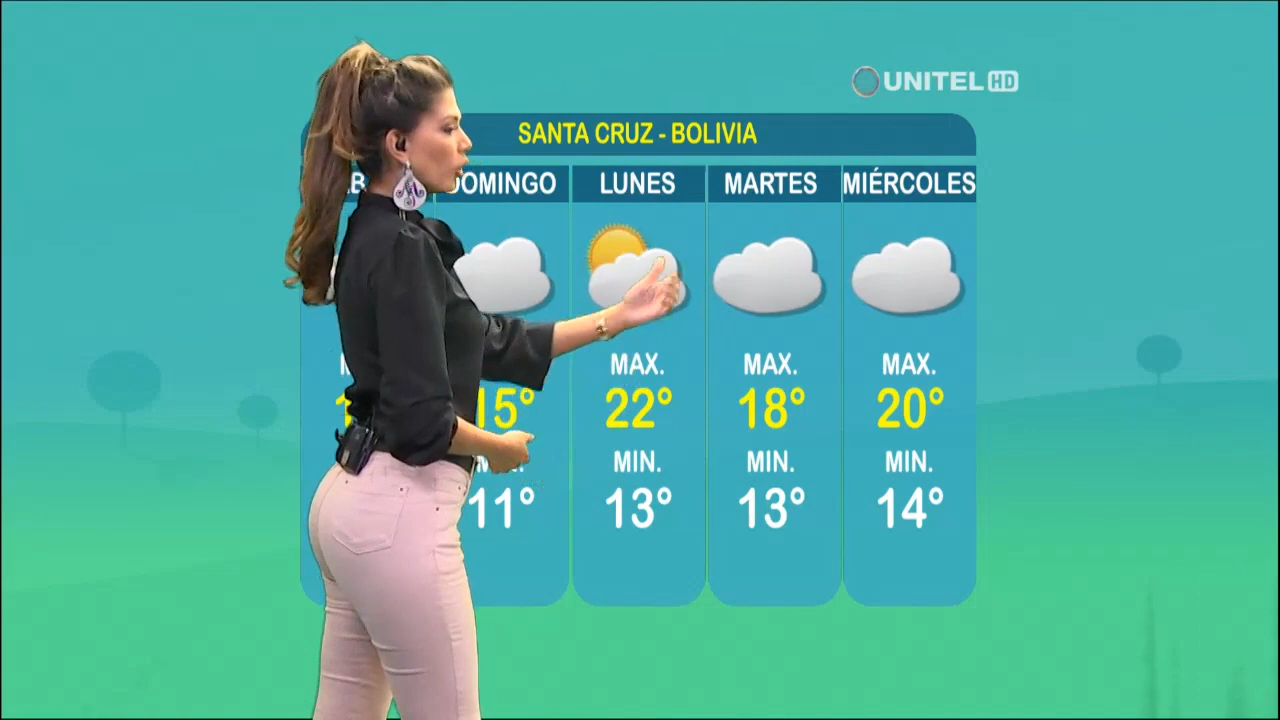 UNITEL HD
SANTA CRUZ - BOLIVIA
DOMINGO LUNES MARTES MIÉRCOLES
MAX. MAX. MAX.
15° 22° 18° 20°
MIN. MIN. MIN.
11° 13° 13° 14°